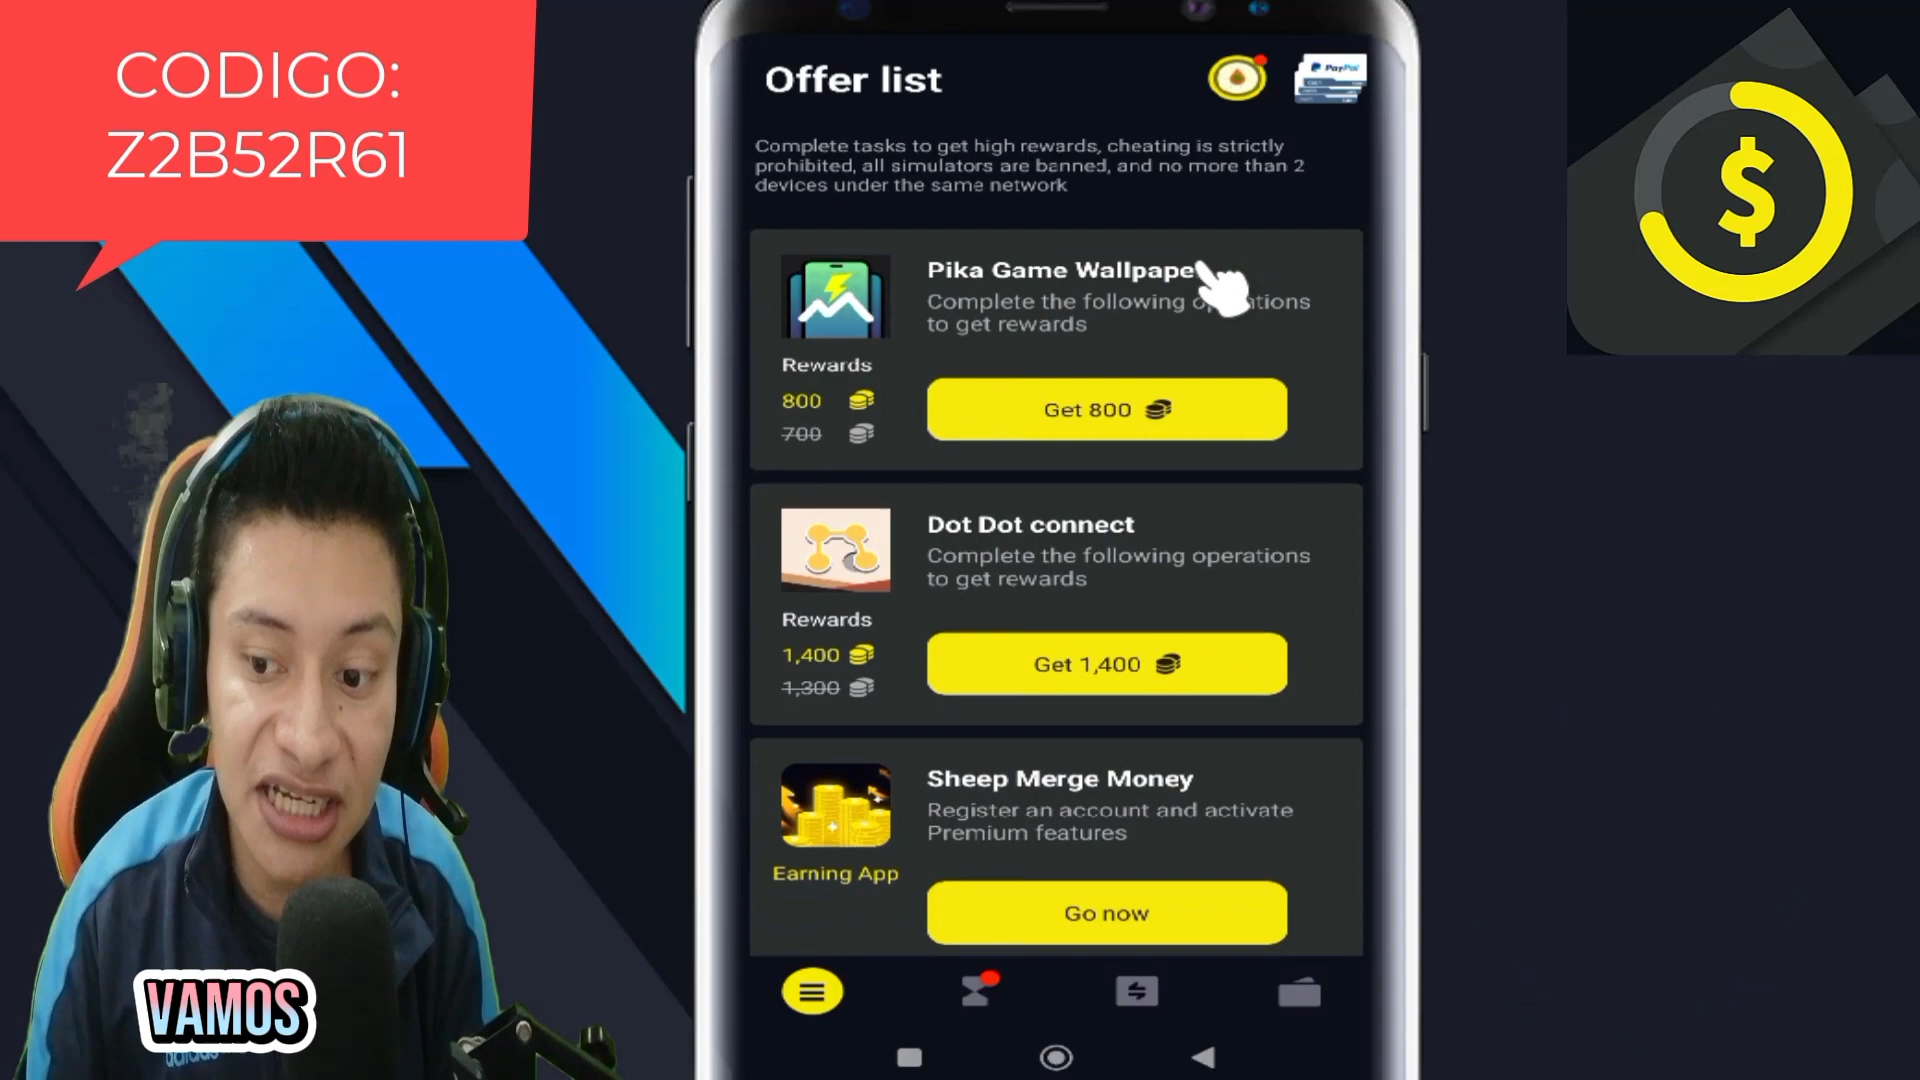 CODIGO:
Z2B52R61
Offer list
PayPal
Complete tasks to get high rewards, cheating is strictly
prohibited, all simulators are banned, and no more than 2
devices under the same network
Pika Game Wallpape
Complete the following op tions
to get rewards
Rewards
800
700
Get 800
Dot Dot connect
Complete the following operations
to get rewards
Rewards
1,400
1,300
Get 1,400
Sheep Merge Money
Register an account and activate
Premium features
Earning App
Go now
$
VAMOS
adidas